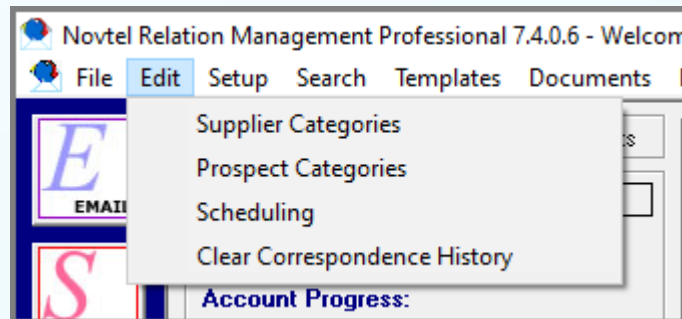 Novtel Relation Management Professional 7.4.0.6 - Welcom
File Edit Setup Search Templates Documents
Supplier Categories
Prospect Categories
Scheduling
Clear Correspondence History
E
EMAIL
S
Account Progress: